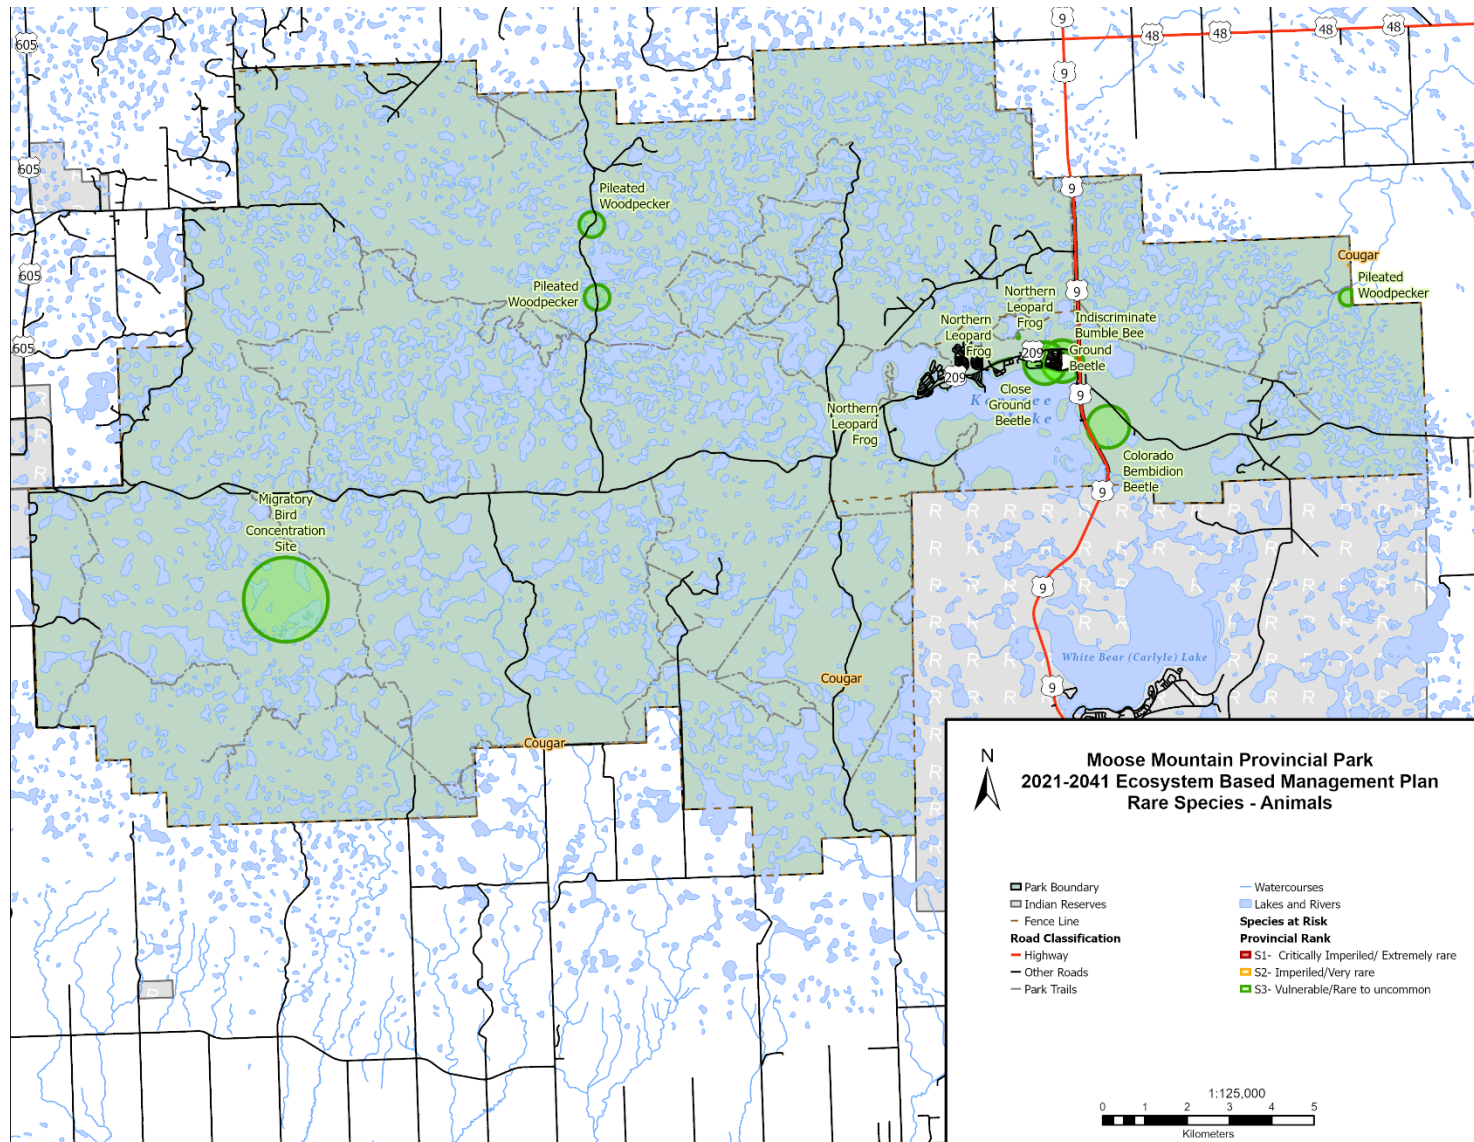 9
48
48
48
48
605
9
605
9
Pileated
Woodpecker
605
Cougar
Pileated
Woodpecker
Pileated
Woodpecker
9
Northern
Leopard
Frog
Indiscriminate
Bumble Bee
Northern
Leopard
Frog
605
209
Ground
Beetle
209
Close
Ground
Beetle
9
Northern
Leopard
Frog
Colorado
Bembidion
Beetle
9
Migratory
Bird
Concentration
Site
R R R R R R R
9
White Bear (Carlyle) Lake
Cougar
9
Cougar
N
Moose Mountain Provincial Park
2021-2041 Ecosystem Based Management Plan
Rare Species - Animals
Park Boundary
Indian Reserves
Fence Line
Road Classification
Highway
Other Roads
Park Trails
Watercourses
Lakes and Rivers
Species at Risk
Provincial Rank
S1- Critically Imperiled/ Extremely rare
S2- Imperiled/Very rare
S3- Vulnerable/Rare to uncommon
1:125,000
0 1 2 3 4 5
Kilometers